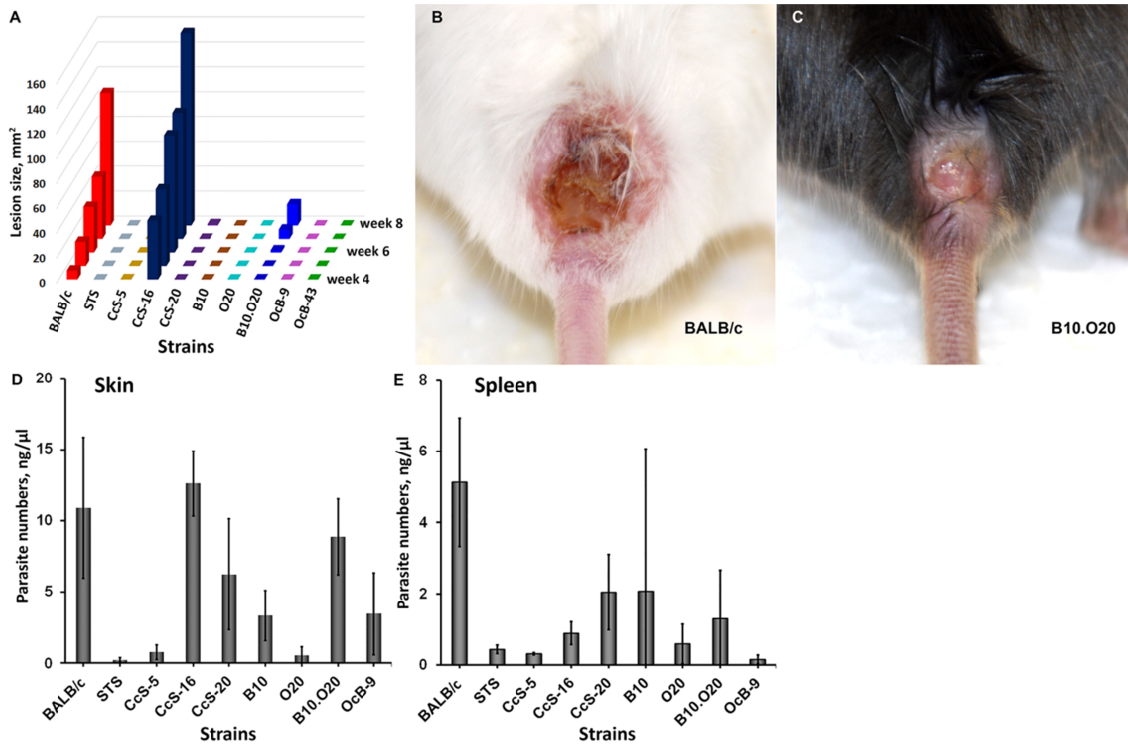 A
Lesion size, mm²
160
140
120
100
80
60
40
20
0
week 8
week 6
week 4
BALB/c
STS
CcS-5
CcS-16
CcS-20
B10
O20
B10.O20
OcB-9
OcB-43
Strains
B
BALB/c
C
B10.O20
D
Skin
Parasite numbers, ng/µl
20
15
10
5
0
BALB/c
STS
CcS-5
CcS-16
CcS-20
B10
O20
B10.O20
OcB-9
Strains
E
Spleen
Parasite numbers, ng/µl
8
6
4
2
0
BALB/c
STS
CcS-5
CcS-16
CcS-20
B10
O20
B10.O20
OcB-9
Strains